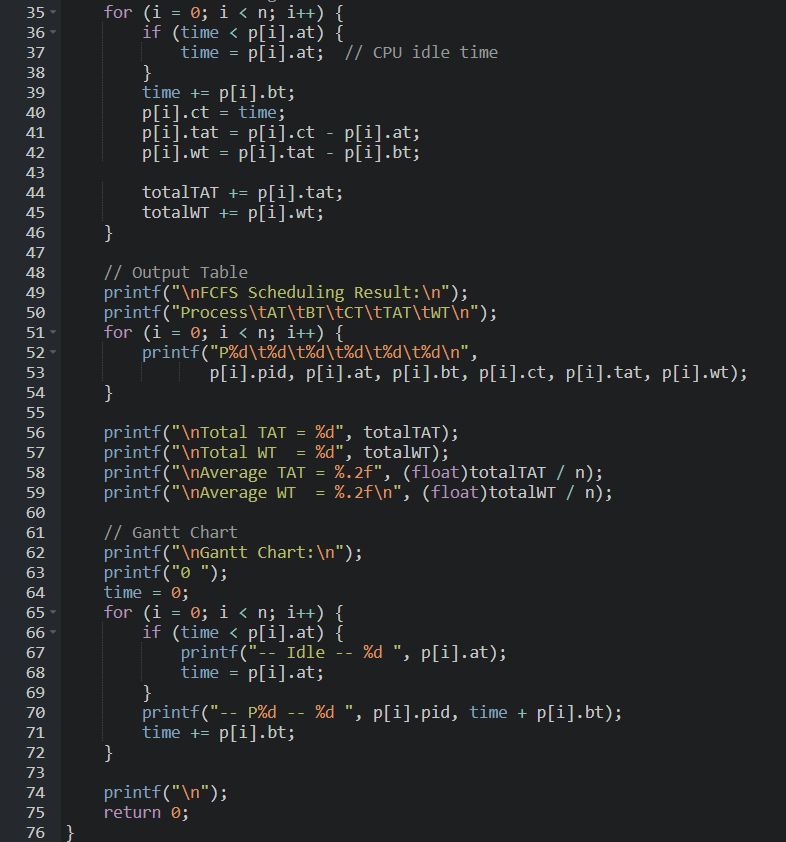 35 for (i = 0; i < n; i++) {
36 if (time < p[i].at) {
37 time = p[i].at;  // CPU idle time
38 }
39 time += p[i].bt;
40 p[i].ct = time;
41 p[i].tat = p[i].ct - p[i].at;
42 p[i].wt = p[i].tat - p[i].bt;
43
44 totalTAT += p[i].tat;
45 totalWT += p[i].wt;
46 }
47
48 // Output Table
49 printf("\nFCFS Scheduling Result:\n");
50 printf("Process\tAT\tBT\tCT\tTAT\tWT\n");
51 for (i = 0; i < n; i++) {
52 printf("P%d\t%d\t%d\t%d\t%d\t%d\n",
53 p[i].pid, p[i].at, p[i].bt, p[i].ct, p[i].tat, p[i].wt);
54 }
55
56 printf("\nTotal TAT = %d", totalTAT);
57 printf("\nTotal WT  = %d", totalWT);
58 printf("\nAverage TAT = %.2f", (float)totalTAT / n);
59 printf("\nAverage WT  = %.2f\n", (float)totalWT / n);
60
61 // Gantt Chart
62 printf("\nGantt Chart:\n");
63 printf("0 ");
64 time = 0;
65 for (i = 0; i < n; i++) {
66 if (time < p[i].at) {
67 printf("-- Idle -- %d ", p[i].at);
68 time = p[i].at;
69 }
70 printf("-- P%d -- %d ", p[i].pid, time + p[i].bt);
71 time += p[i].bt;
72 }
73
74 printf("\n");
75 return 0;
76 }